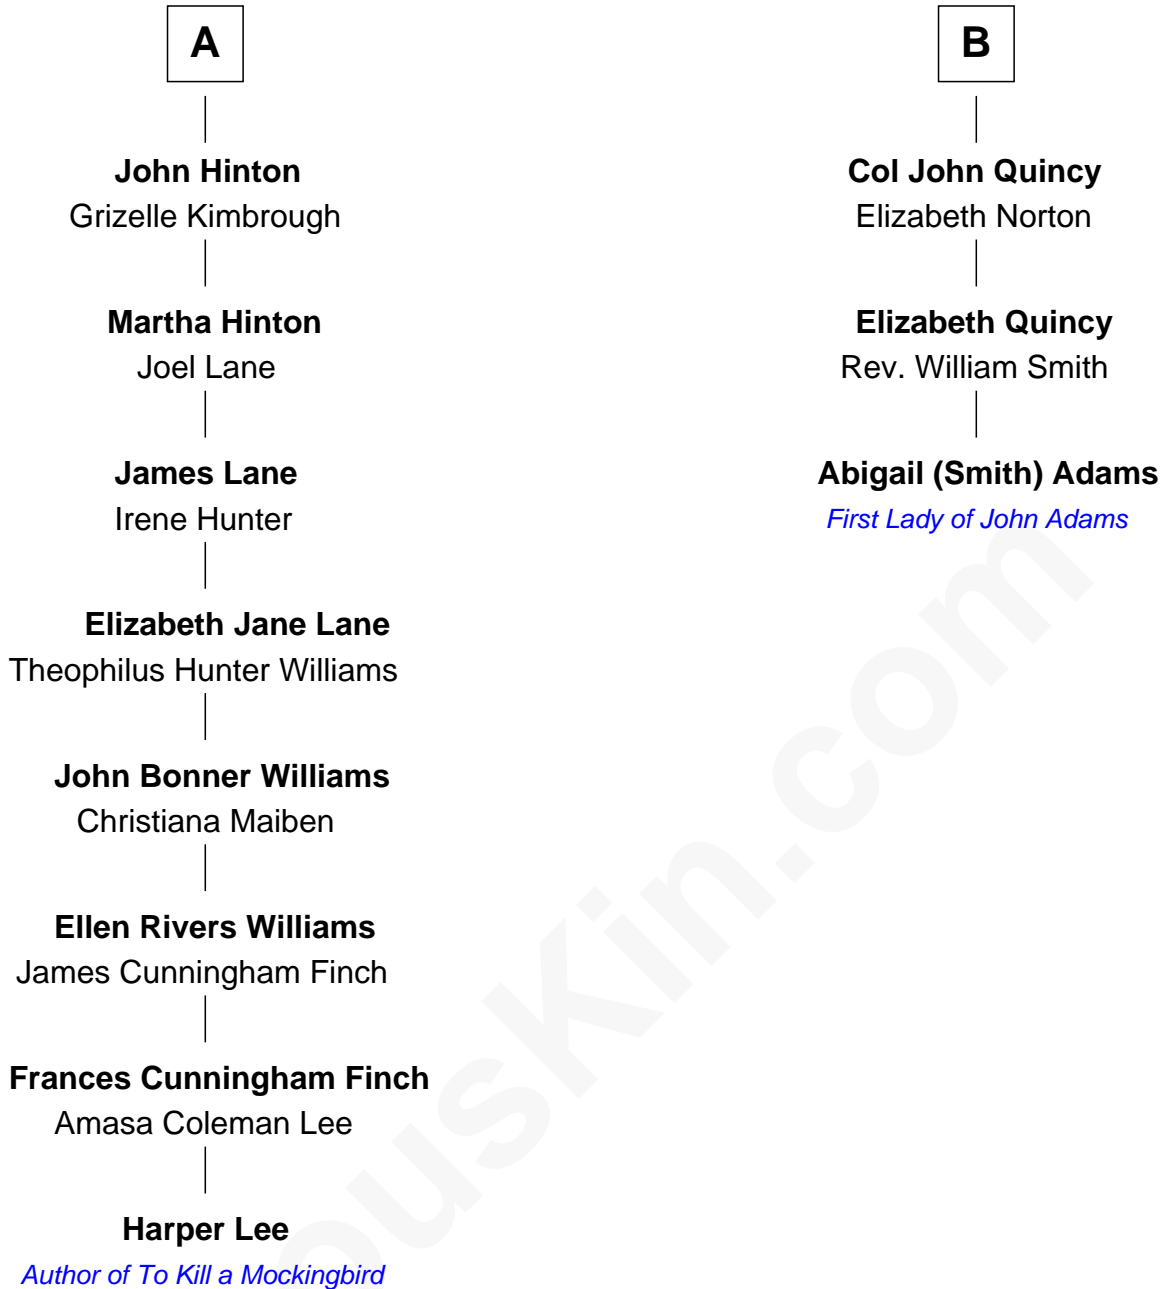 A
John Hinton
Grizelle Kimbrough
Martha Hinton
Joel Lane
James Lane
Irene Hunter
Elizabeth Jane Lane
Theophilus Hunter Williams
John Bonner Williams
Christiana Maiben
Ellen Rivers Williams
James Cunningham Finch
Frances Cunningham Finch
Amasa Coleman Lee
Harper Lee
Author of To Kill a Mockingbird
B
Col John Quincy
Elizabeth Norton
Elizabeth Quincy
Rev. William Smith
Abigail (Smith) Adams
First Lady of John Adams
ousKin.com